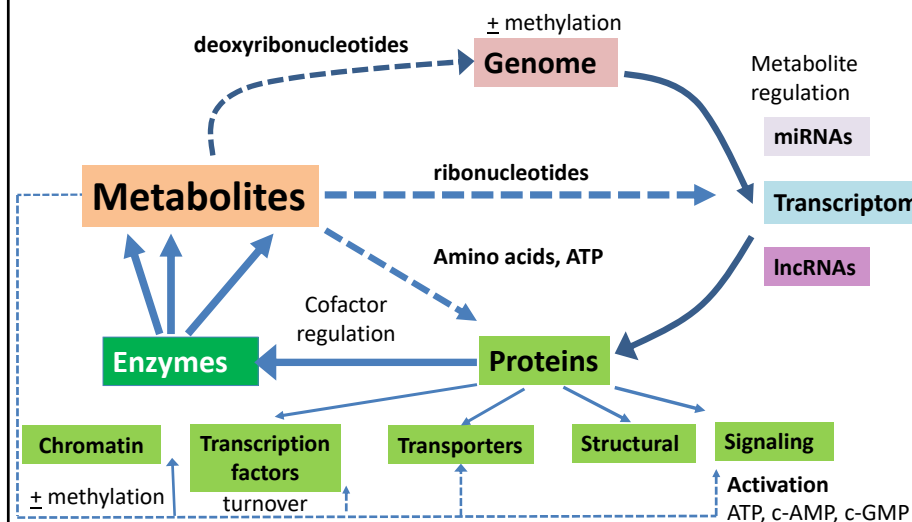 ± methylation
deoxyribonucleotides
Genome
Metabolite
regulation
miRNAs
Metabolites
ribonucleotides
Transcriptom
Amino acids, ATP
lncRNAs
Cofactor
regulation
Enzymes
Proteins
Chromatin
Transcription
factors
Transporters
Structural
Signaling
± methylation
turnover
Activation
ATP, c-AMP, c-GMP